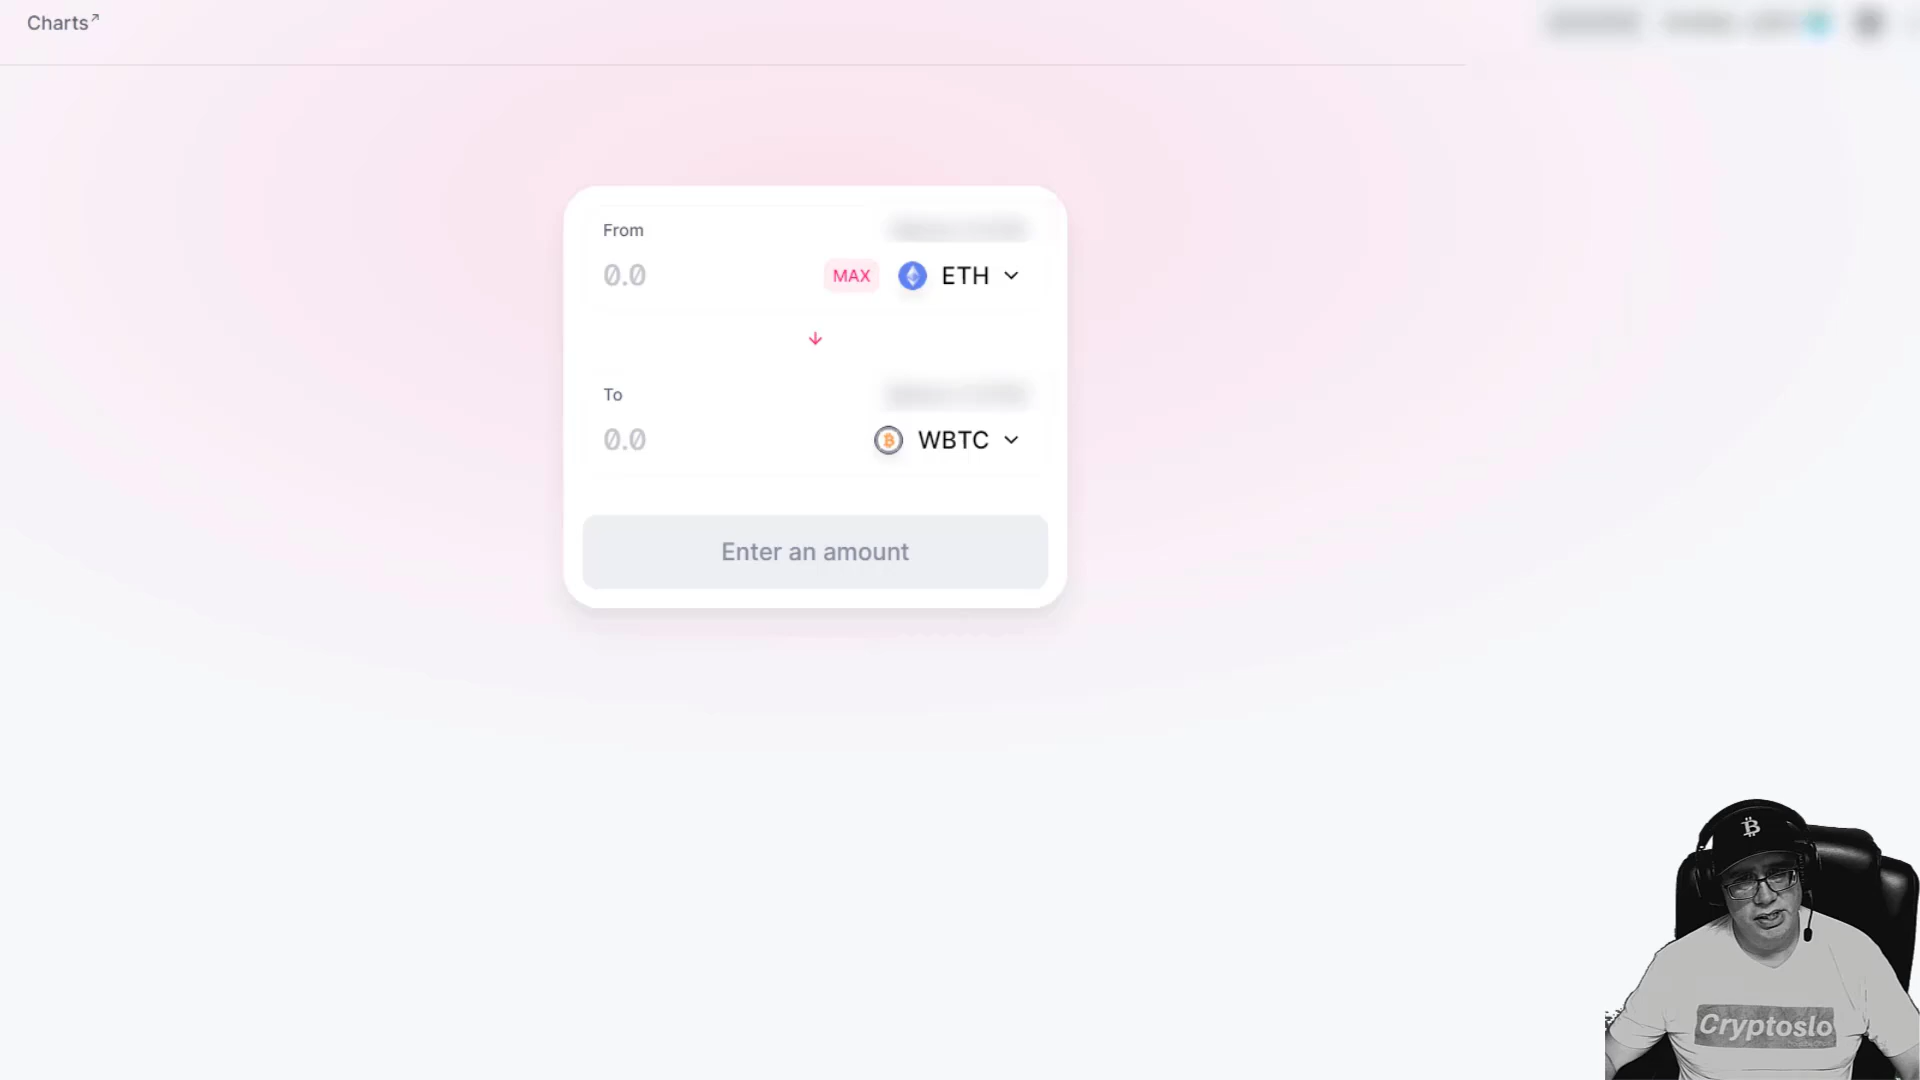 Charts
From
0.0
MAX
ETH
To
0.0
WBTC
Enter an amount
Cryptoslo